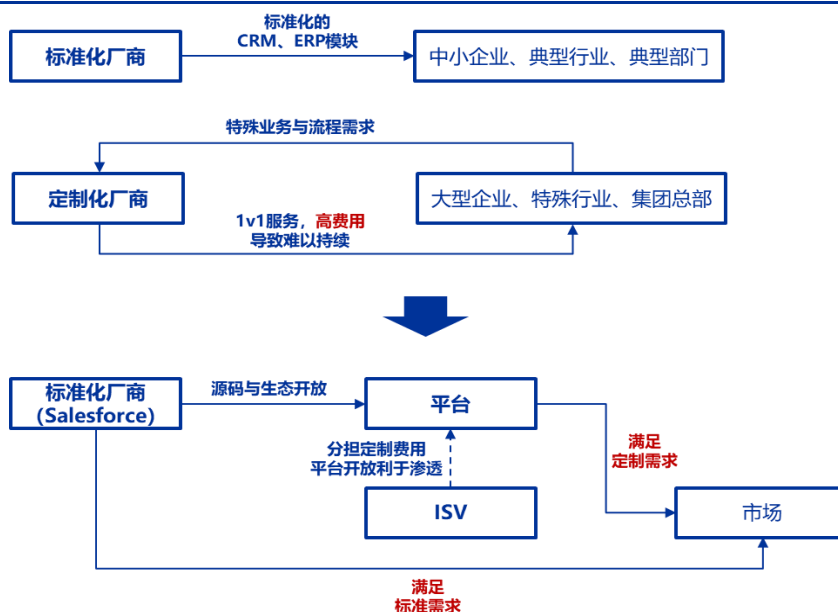 标准化的
CRM、ERP模块
标准化厂商
中小企业、典型行业、典型部门
特殊业务与流程需求
定制化厂商
大型企业、特殊行业、集团总部
1v1服务，高费用
导致难以持续
标准化厂商
(Salesforce)
源码与生态开放
平台
分担定制费用
平台开放利于渗透
满足
定制需求
ISV
市场
满足
标准需求